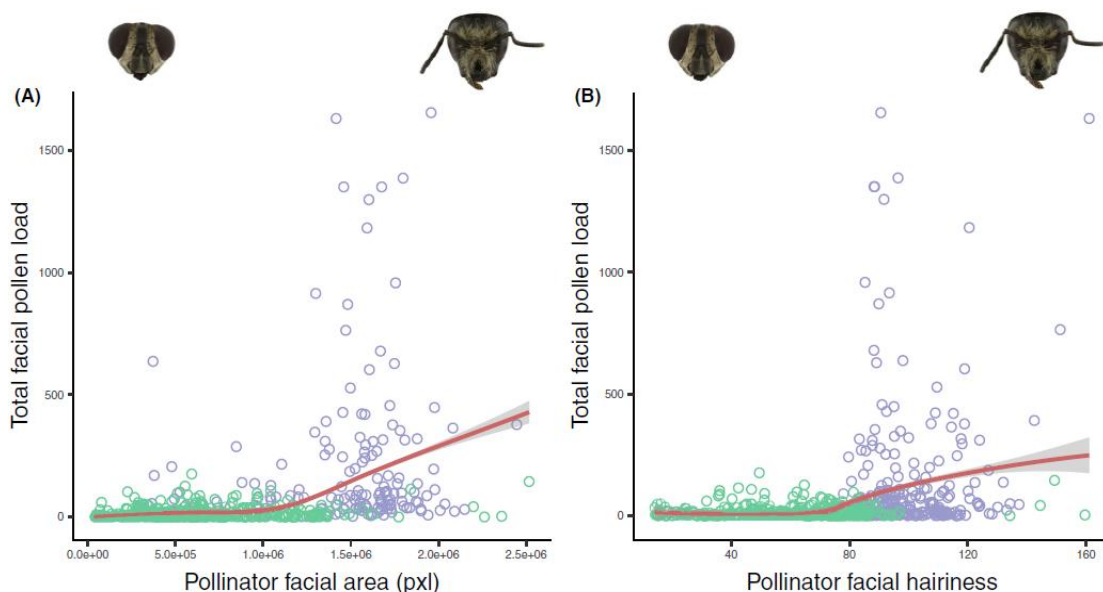 (A)
Total facial pollen load
1500
1000
500
0
0.0e+00 5.0e+05 1.0e+06 1.5e+06 2.0e+06 2.5e+06
Pollinator facial area (pxl)
(B)
Total facial pollen load
1500
1000
500
0
40 80 120 160
Pollinator facial hairiness